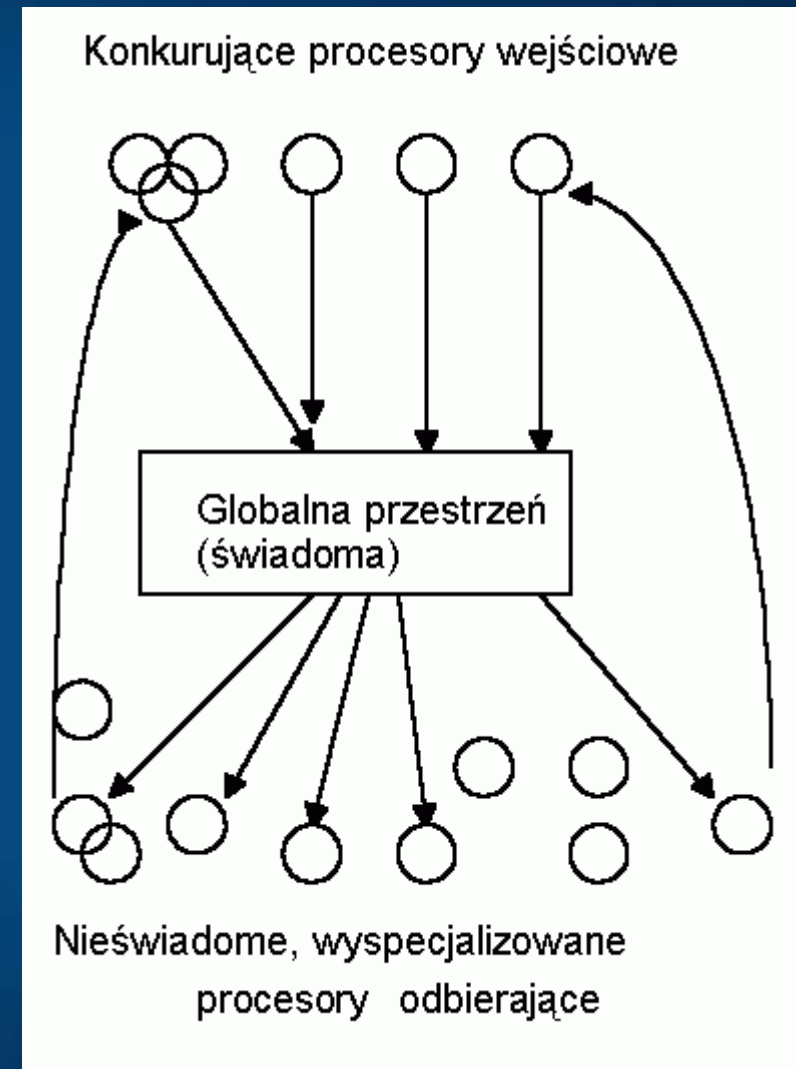 Konkurujące procesory wejściowe
Globalna przestrzeń
(świadoma)
Nieświadome, wyspecjalizowane
procesory odbierające